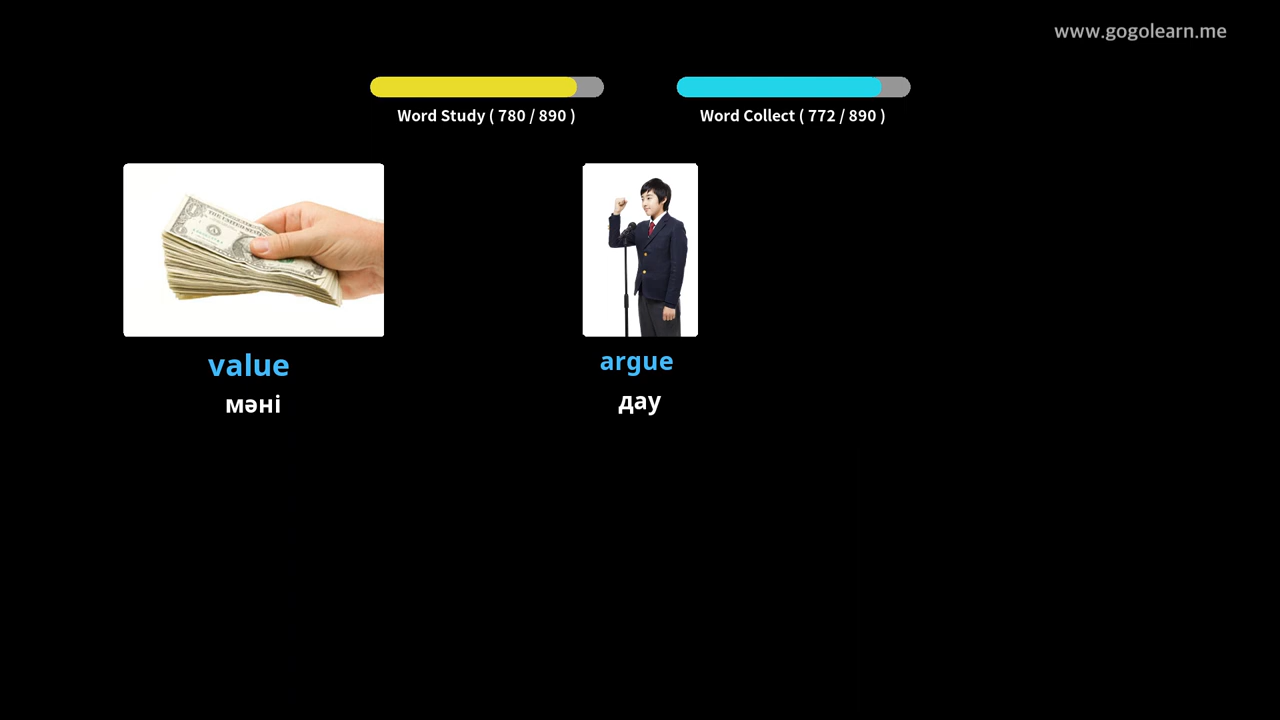 www.gogolearn.me
Word Study ( 780 / 890 )
Word Collect ( 772 / 890 )
value
мәні
argue
дау